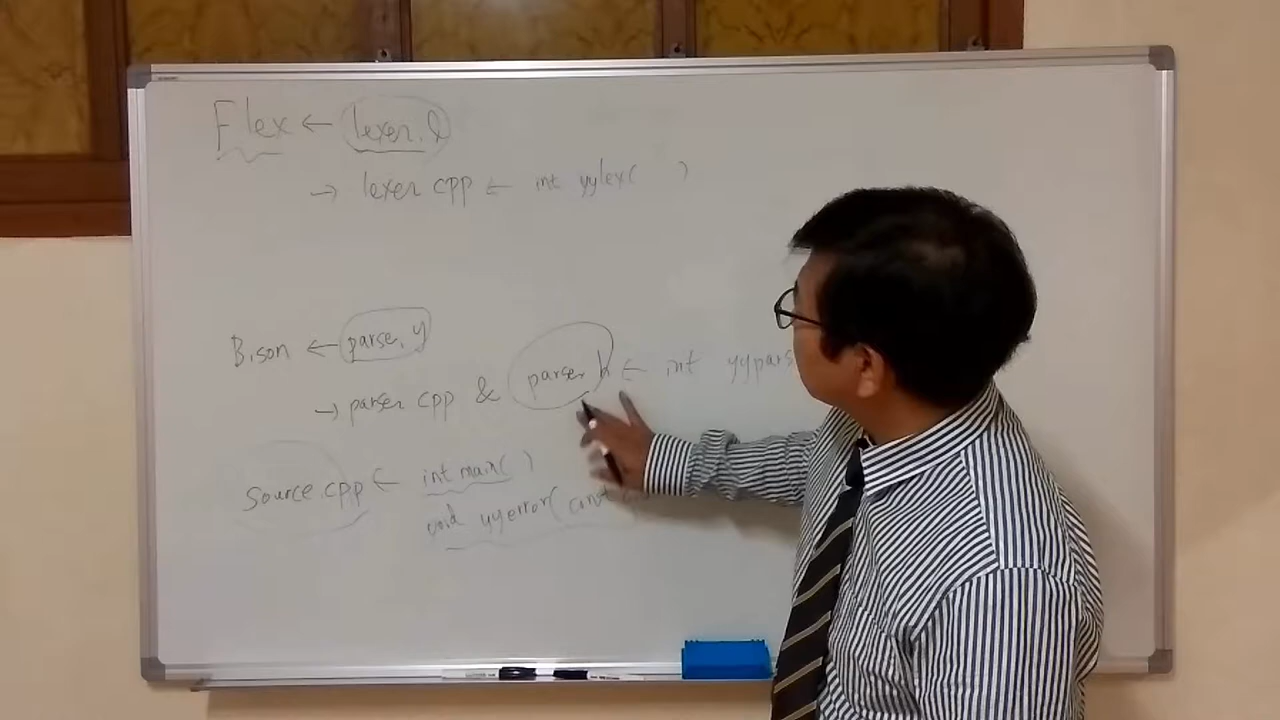 Flex ← lexer.l
→ lexer cpp ← int yylex( )
Bison ← parse.y
→ parser cpp & parser h ← int yypars
Source.cpp ← int main( )
void yyerror( const